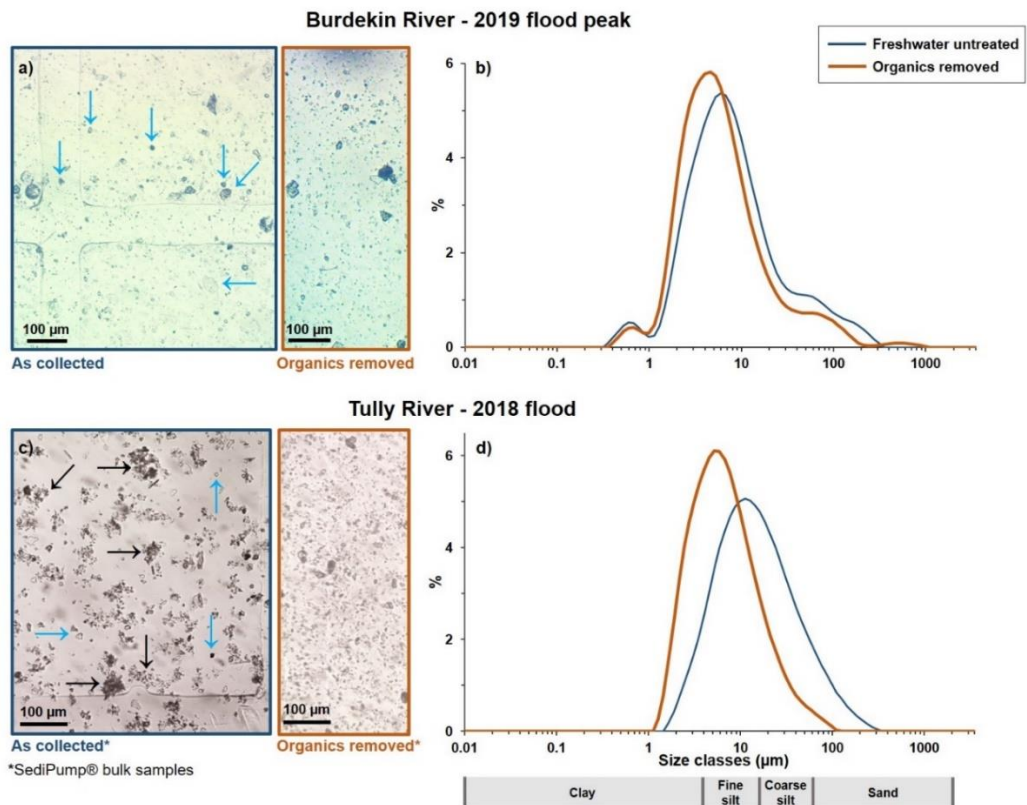 Burdekin River - 2019 flood peak
a)
100 µm
As collected
100 µm
Organics removed
b)
Freshwater untreated
Organics removed
6
4
%
2
0
0.01 0.1 1 10 100 1000
Tully River - 2018 flood
c)
100 µm
As collected*
*SediPump® bulk samples
100 µm
Organics removed*
d)
6
4
%
2
0
0.01 0.1 1 10 100 1000
Size classes (µm)
Clay
Fine silt
Coarse silt
Sand